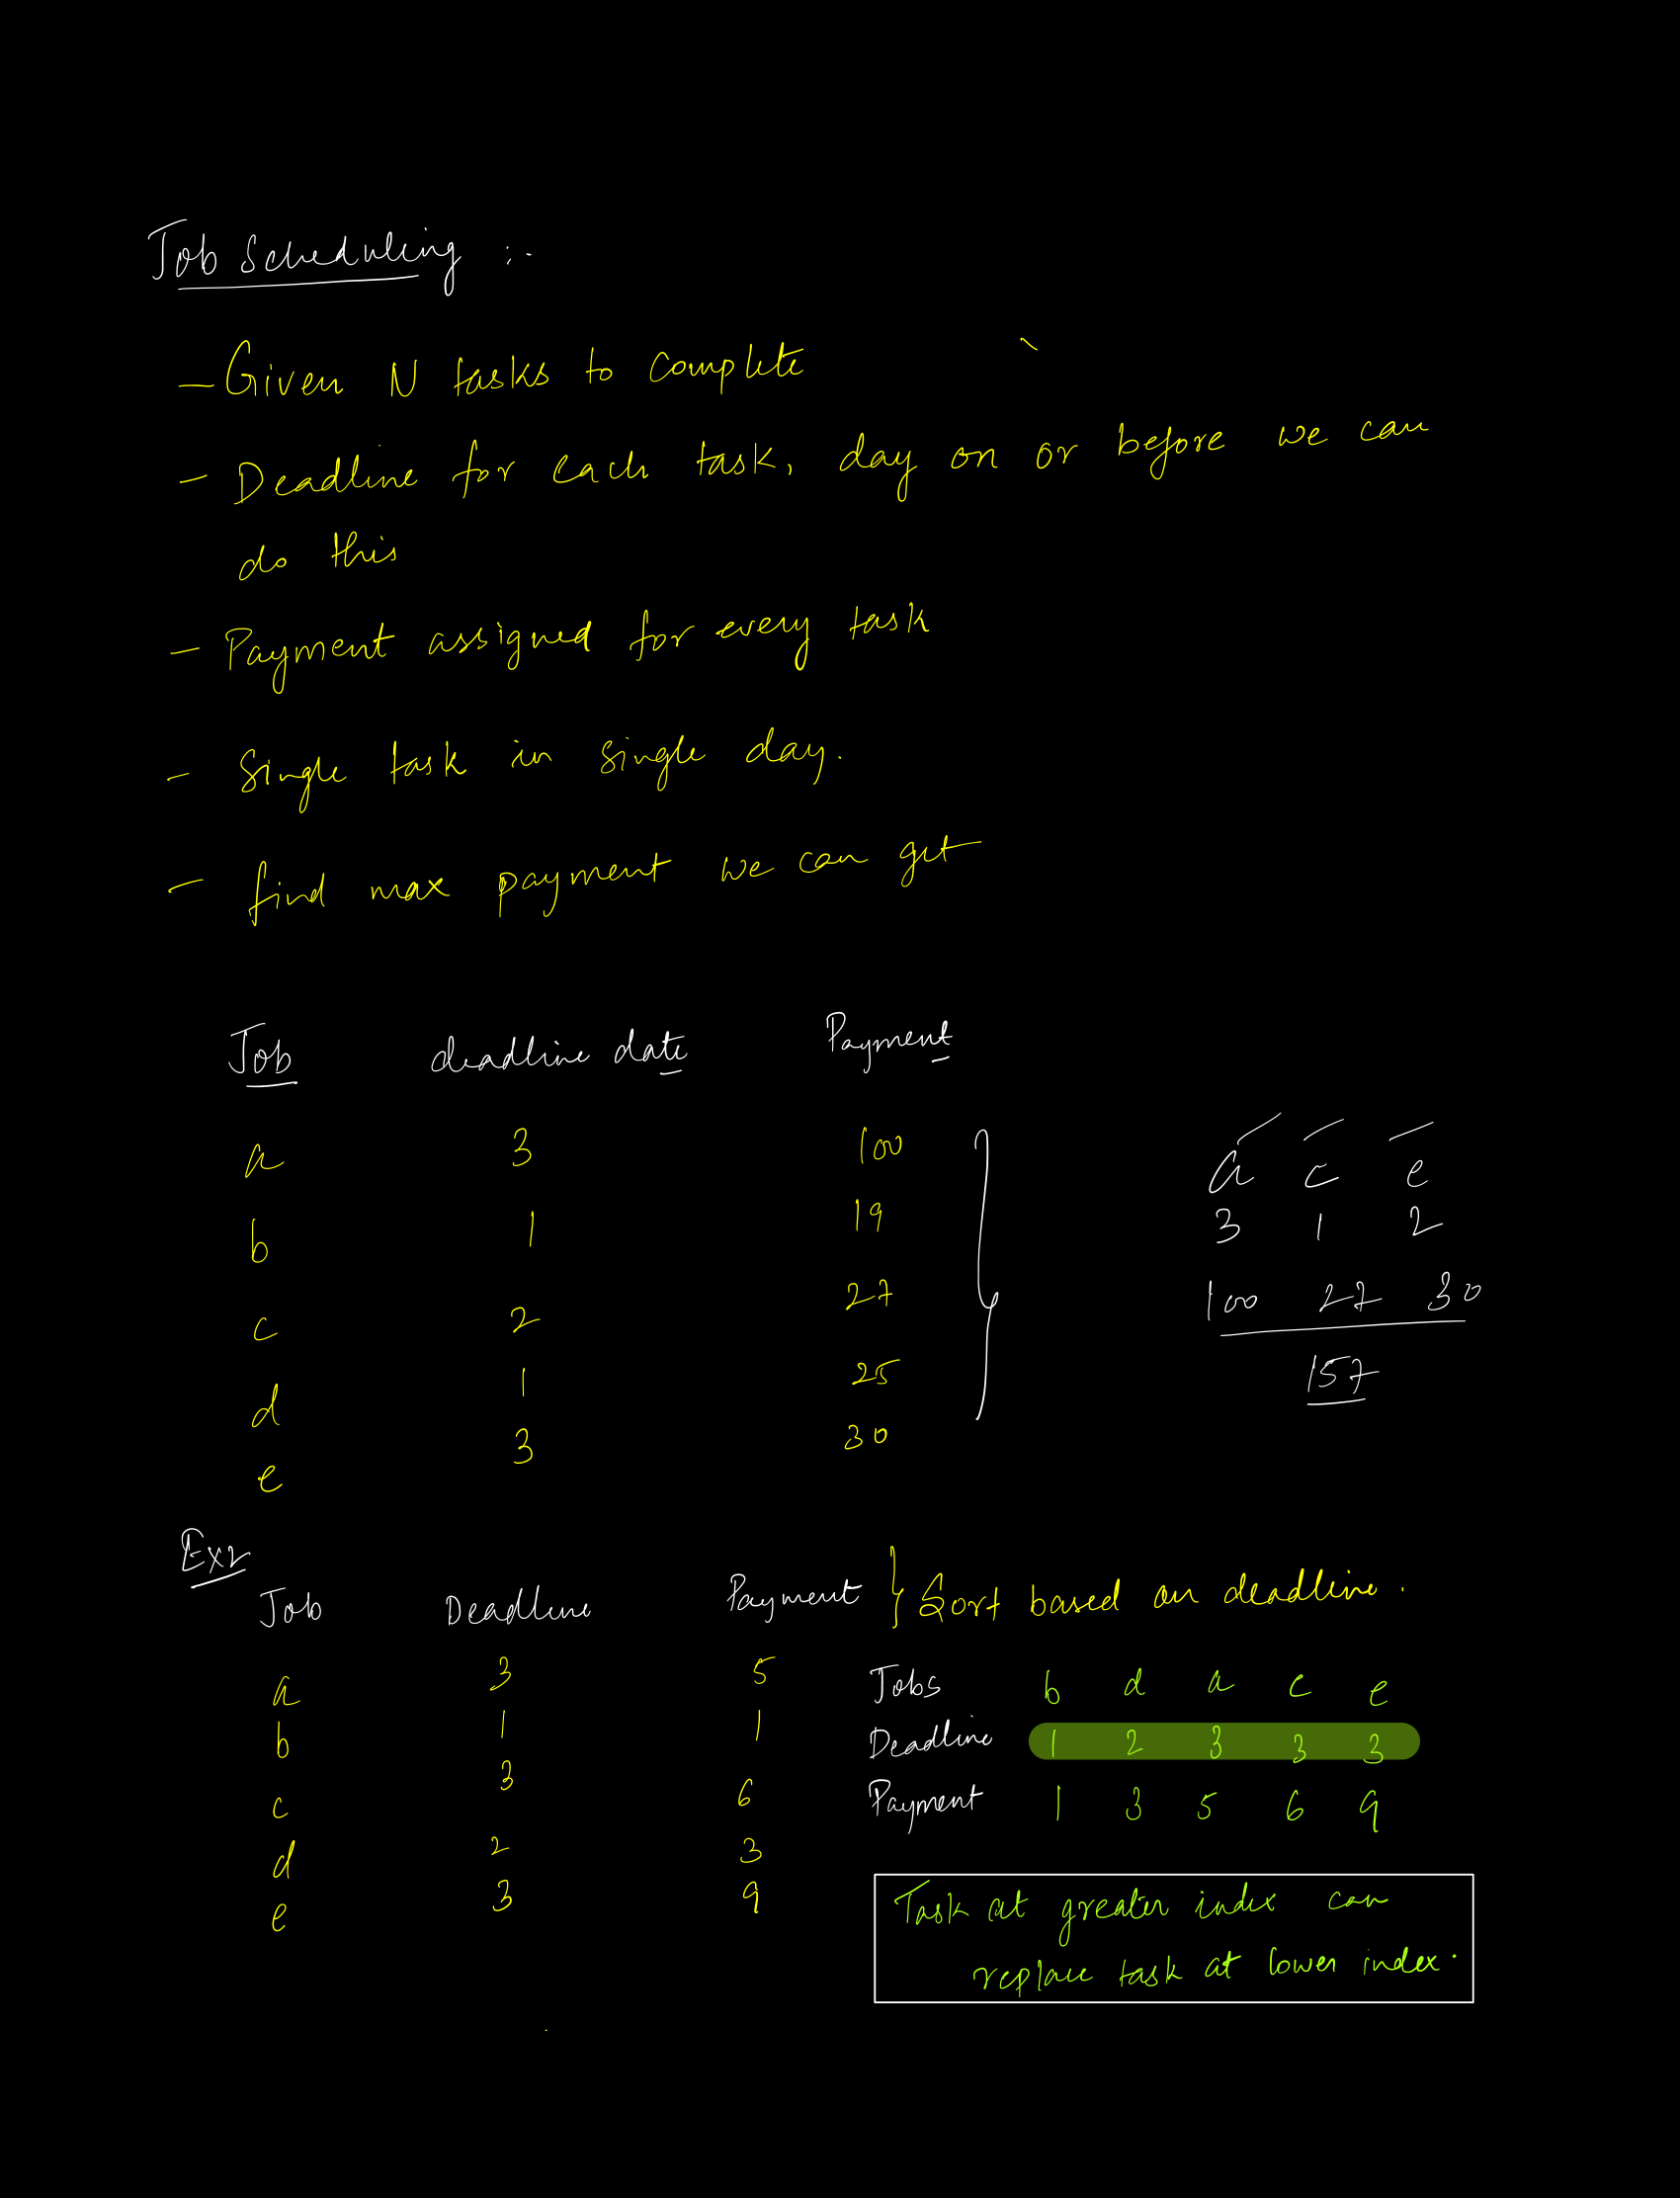 Job Scheduling :-
- Given N tasks to complete
- Deadline for each task, day on or before we can
do this
- Payment assigned for every task
- Single task in single day.
- find max payment we can get
Job deadline date Payment
a 3 100
b 1 19
c 2 27
d 1 25
e 3 30
a c e
3 1 2
100 27 30
157
Ex2
Job Deadline Payment } Sort based on deadline.
a 3 5
b 1 1
c 3 6
d 2 3
e 3 9
Jobs b d a c e
Deadline 1 2 3 3 3
Payment 1 3 5 6 9
Task at greater index can
replace task at lower index.